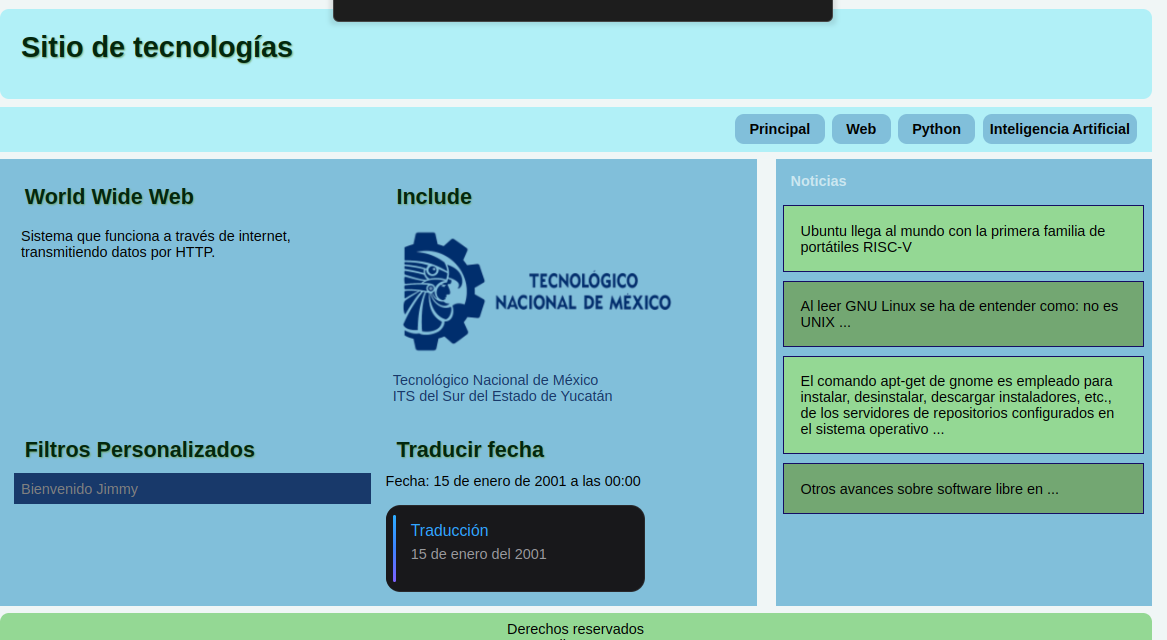 Sitio de tecnologías
Principal
Web
Python
Inteligencia Artificial
World Wide Web
Sistema que funciona a través de internet,
transmitiendo datos por HTTP.
Include
TECNOLÓGICO
NACIONAL DE MÉXICO
Tecnológico Nacional de México
ITS del Sur del Estado de Yucatán
Filtros Personalizados
Bienvenido Jimmy
Traducir fecha
Fecha: 15 de enero de 2001 a las 00:00
Traducción
15 de enero del 2001
Noticias
Ubuntu llega al mundo con la primera familia de
portátiles RISC-V
Al leer GNU Linux se ha de entender como: no es
UNIX ...
El comando apt-get de gnome es empleado para
instalar, desinstalar, descargar instaladores, etc.,
de los servidores de repositorios configurados en
el sistema operativo ...
Otros avances sobre software libre en ...
Derechos reservados